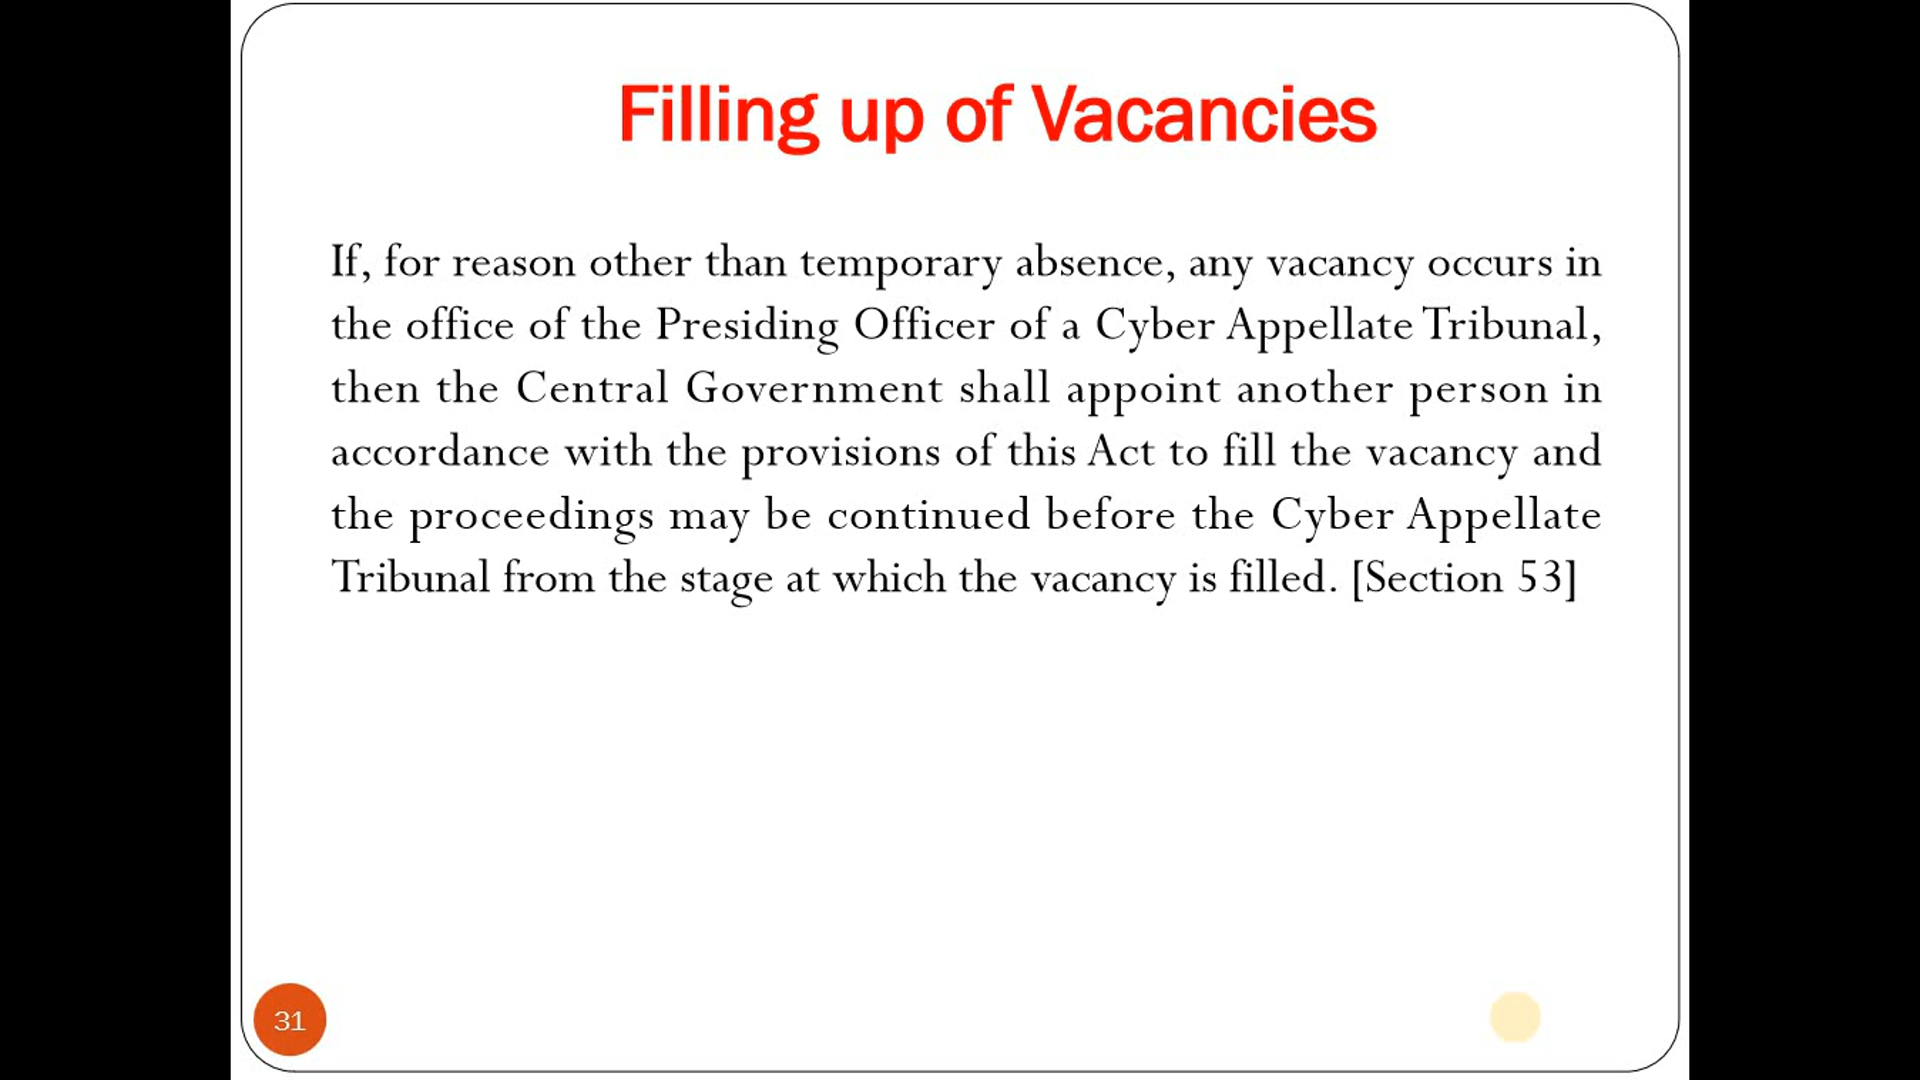 Filling up of Vacancies
If, for reason other than temporary absence, any vacancy occurs in
the office of the Presiding Officer of a Cyber Appellate Tribunal,
then the Central Government shall appoint another person in
accordance with the provisions of this Act to fill the vacancy and
the proceedings may be continued before the Cyber Appellate
Tribunal from the stage at which the vacancy is filled. [Section 53]
31